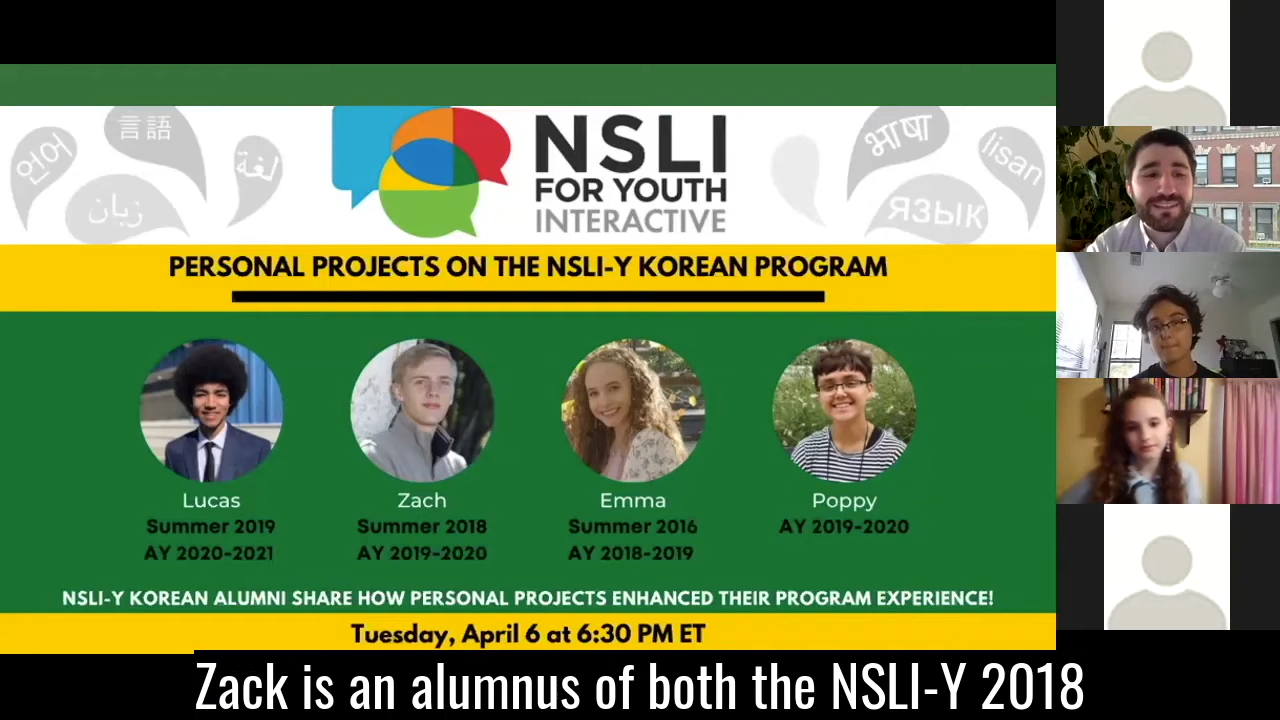 언어
言語
لغة
زبان
NSLI
FOR YOUTH
INTERACTIVE
भाषा
lisan
ЯЗЫК
PERSONAL PROJECTS ON THE NSLI-Y KOREAN PROGRAM
Lucas
Summer 2019
AY 2020-2021
Zach
Summer 2018
AY 2019-2020
Emma
Summer 2016
AY 2018-2019
Poppy
AY 2019-2020
NSLI-Y KOREAN ALUMNI SHARE HOW PERSONAL PROJECTS ENHANCED THEIR PROGRAM EXPERIENCE!
Tuesday, April 6 at 6:30 PM ET
Zack is an alumnus of both the NSLI-Y 2018